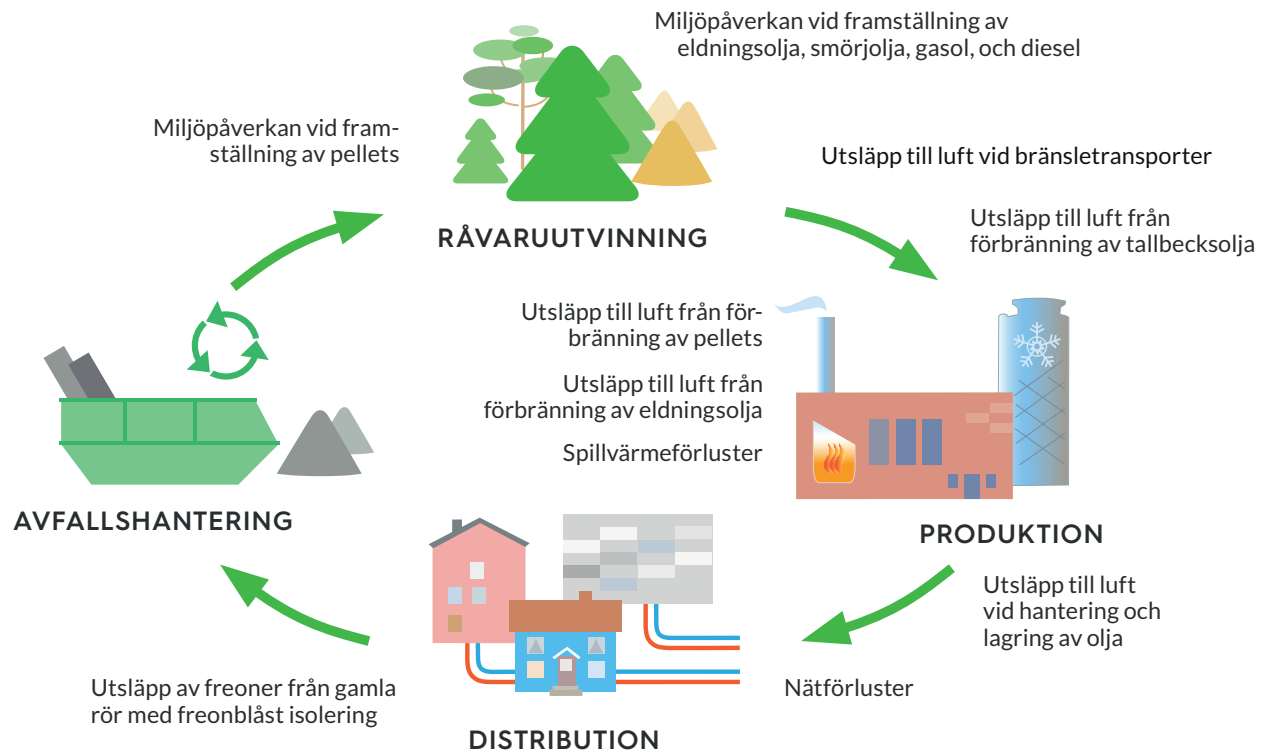 Miljöpåverkan vid framställning av
eldningsolja, smörjolja, gasol, och diesel
Miljöpåverkan vid fram-
ställning av pellets
Utsläpp till luft vid bränsletransporter
RÅVARUUTVINNING
Utsläpp till luft från
förbränning av tallbecksolja
Utsläpp till luft från för-
bränning av pellets
Utsläpp till luft från
förbränning av eldningsolja
Spillvärmeförluster
AVFALLSHANTERING
PRODUKTION
Utsläpp till luft
vid hantering och
lagring av olja
Nätförluster
Utsläpp av freoner från gamla
rör med freonblåst isolering
DISTRIBUTION